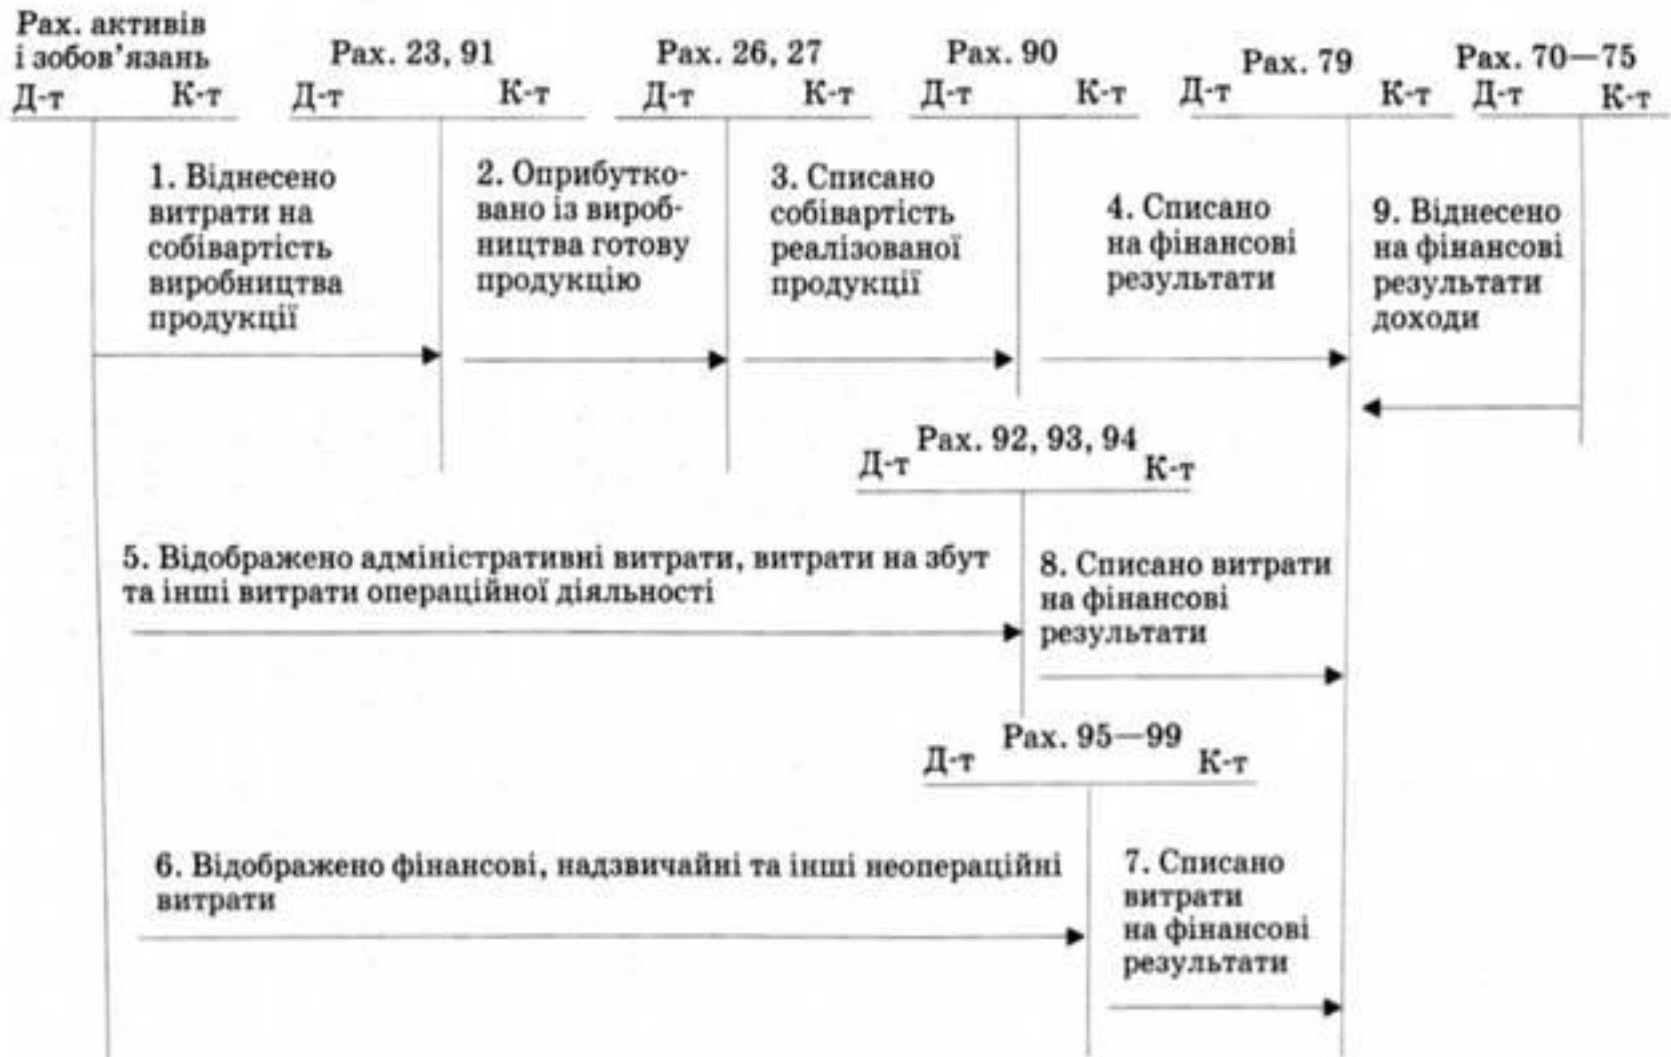 Рах. активів
і зобов'язань
Д-т К-т
Рах. 23, 91
Д-т К-т
Рах. 26, 27
Д-т К-т
Рах. 90
Д-т К-т
Рах. 79
Д-т К-т
Рах. 70—75
Д-т К-т
1. Віднесено
витрати на
собівартість
виробництва
продукції
2. Оприбутко-
вано із вироб-
ництва готову
продукцію
3. Списано
собівартість
реалізованої
продукції
4. Списано
на фінансові
результати
9. Віднесено
на фінансові
результати
доходи
Рах. 92, 93, 94
Д-т К-т
5. Відображено адміністративні витрати, витрати на збут
та інші витрати операційної діяльності
8. Списано витрати
на фінансові
результати
Рах. 95—99
Д-т К-т
6. Відображено фінансові, надзвичайні та інші неопераційні
витрати
7. Списано
витрати
на фінансові
результати